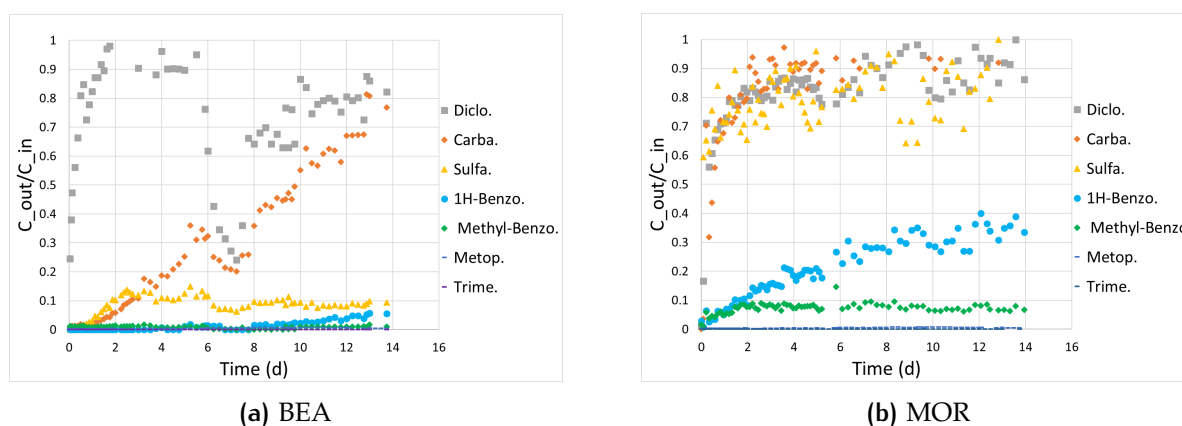 C_out/C_in
1
0.9
0.8
0.7
0.6
0.5
0.4
0.3
0.2
0.1
0
0 2 4 6 8 10 12 14 16
Time (d)
Diclo.
Carba.
Sulfa.
1H-Benzo.
Methyl-Benzo.
Metop.
Trime.
(a) BEA
C_out/C_in
1
0.9
0.8
0.7
0.6
0.5
0.4
0.3
0.2
0.1
0
0 2 4 6 8 10 12 14 16
Time (d)
Diclo.
Carba.
Sulfa.
1H-Benzo.
Methyl-Benzo
Metop.
Trime.
(b) MOR